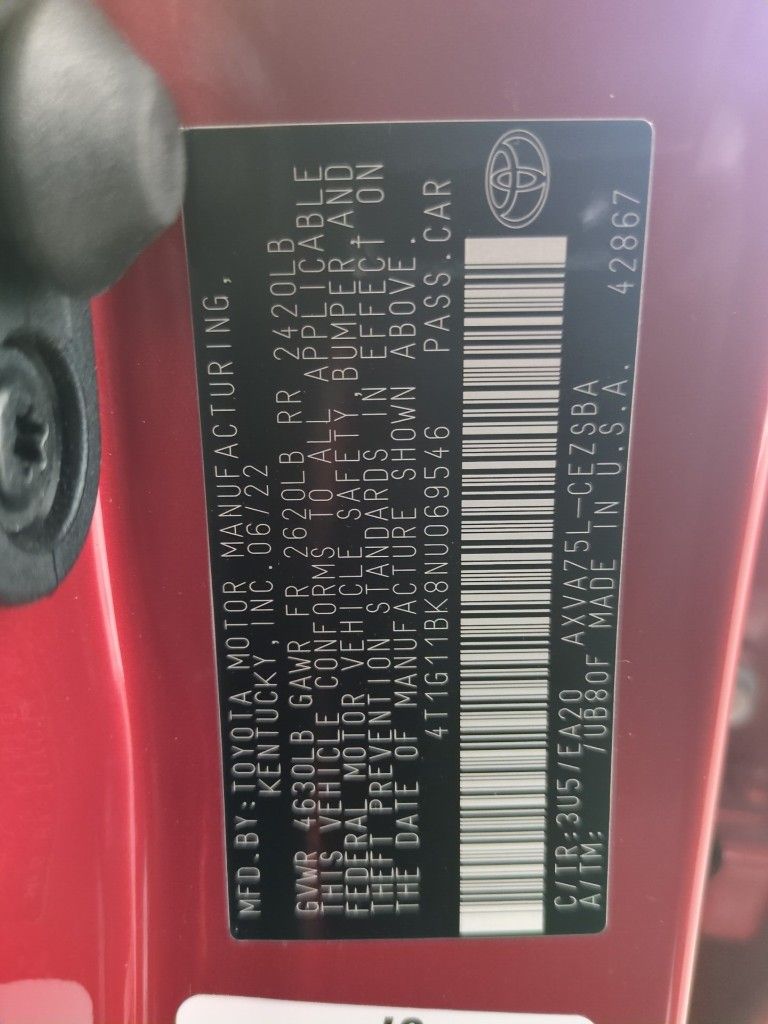 MFD.BY:TOYOTA MOTOR MANUFACTURING,
KENTUCKY, INC.06/22
GVWR 4630LB GAWR FR 2620LB RR 2420LB
THIS VEHICLE CONFORMS TO ALL APPLICABLE
FEDERAL MOTOR VEHICLE SAFETY,BUMPER,AND
THEFT PREVENTION STANDARDS IN EFFECT ON
THE DATE OF MANUFACTURE SHOWN ABOVE.
4T1G11BK8NU069546 PASS.CAR
C/TR:3U5/EA20 AXVA75L-CEZSBA
A/TM: /UB80F MADE IN U.S.A. 42867